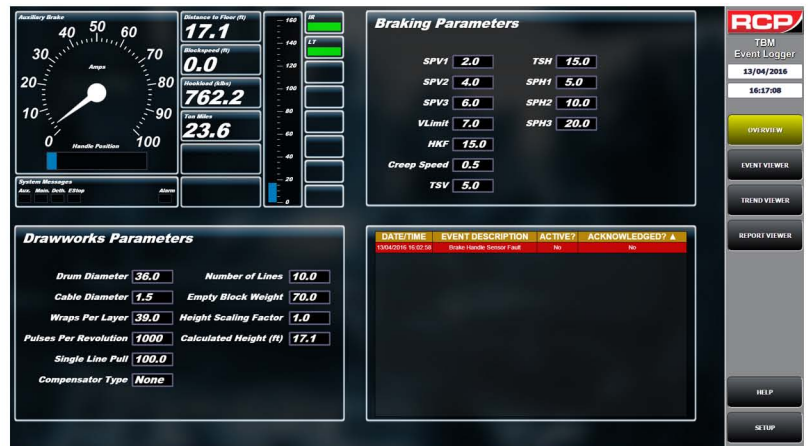 Auxiliary Brake
0
10
20
30
40
50
60
70
80
90
100
Amps
Handle Position
Distance to Floor (ft)
17.1
Blockspeed (ft)
0.0
Hookload (klbs)
762.2
Ton Miles
23.6
160
140
120
100
80
60
40
20
0
IR
LT
System Messages
Aux. Main. Deth. EStop Alarm
Braking Parameters
SPV1 2.0
SPV2 4.0
SPV3 6.0
VLimit 7.0
HKF 15.0
Creep Speed 0.5
TSV 5.0
TSH 15.0
SPH1 5.0
SPH2 10.0
SPH3 20.0
Drawworks Parameters
Drum Diameter 36.0
Cable Diameter 1.5
Wraps Per Layer 39.0
Pulses Per Revolution 1000
Single Line Pull 100.0
Compensator Type None
Number of Lines 10.0
Empty Block Weight 70.0
Height Scaling Factor 1.0
Calculated Height (ft) 17.1
DATE/TIME EVENT DESCRIPTION ACTIVE? ACKNOWLEDGED? ▲
13/04/2016 16:02:58 Brake Handle Sensor Fault No No
RCP
TBM
Event Logger
13/04/2016
16:17:08
OVERVIEW
EVENT VIEWER
TREND VIEWER
REPORT VIEWER
HELP
SETUP